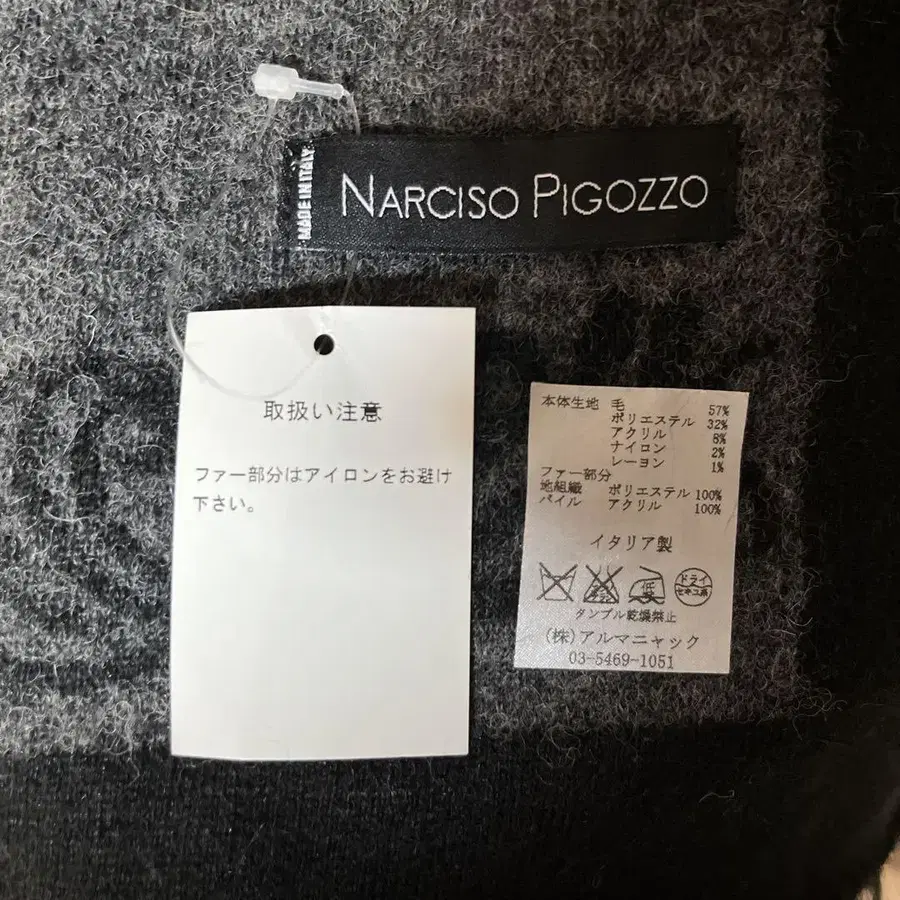 MADE IN ITALY
NARCISO PIGOZZO
取扱い注意
ファー部分はアイロンをお避け
下さい。
本体生地 毛 57%
ポリエステル 32%
アクリル 8%
ナイロン 2%
レーヨン 1%
ファー部分
地組織 ポリエステル 100%
パイル アクリル 100%
イタリア製
低
ドライ
セキユ系
タンブル乾燥禁止
(株)アルマニャック
03-5469-1051